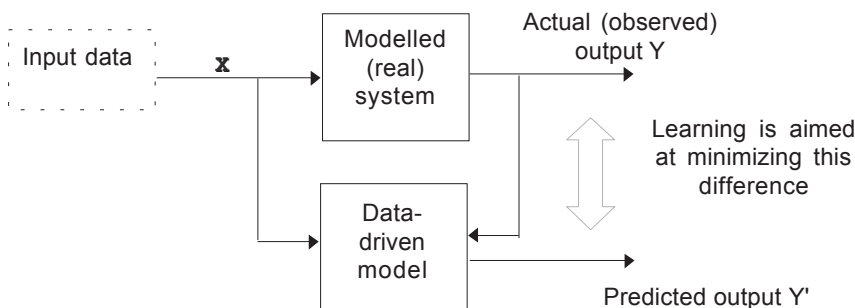 Input data
X
Modelled
(real)
system
Actual (observed)
output Y
Learning is aimed
at minimizing this
difference
Data-
driven
model
Predicted output Y'